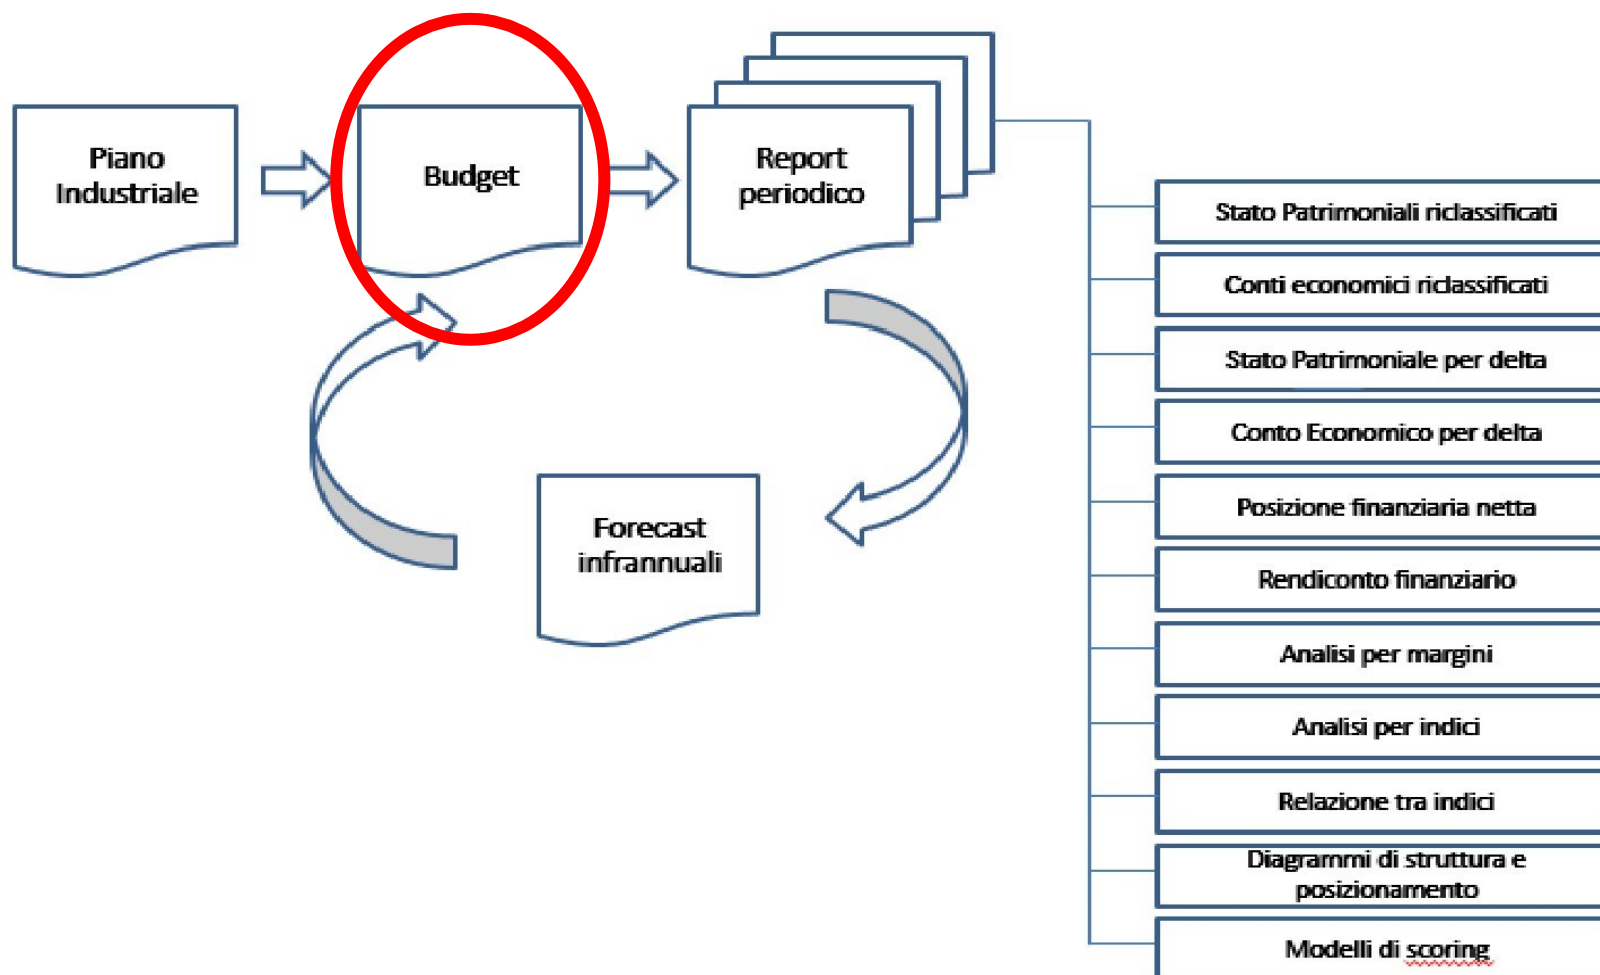 Piano
Industriale
Budget
Report
periodico
Forecast
infrannuali
Stato Patrimoniali riclassificati
Conti economici riclassificati
Stato Patrimoniale per delta
Conto Economico per delta
Posizione finanziaria netta
Rendiconto finanziario
Analisi per margini
Analisi per indici
Relazione tra indici
Diagrammi di struttura e
posizionamento
Modelli di scoring